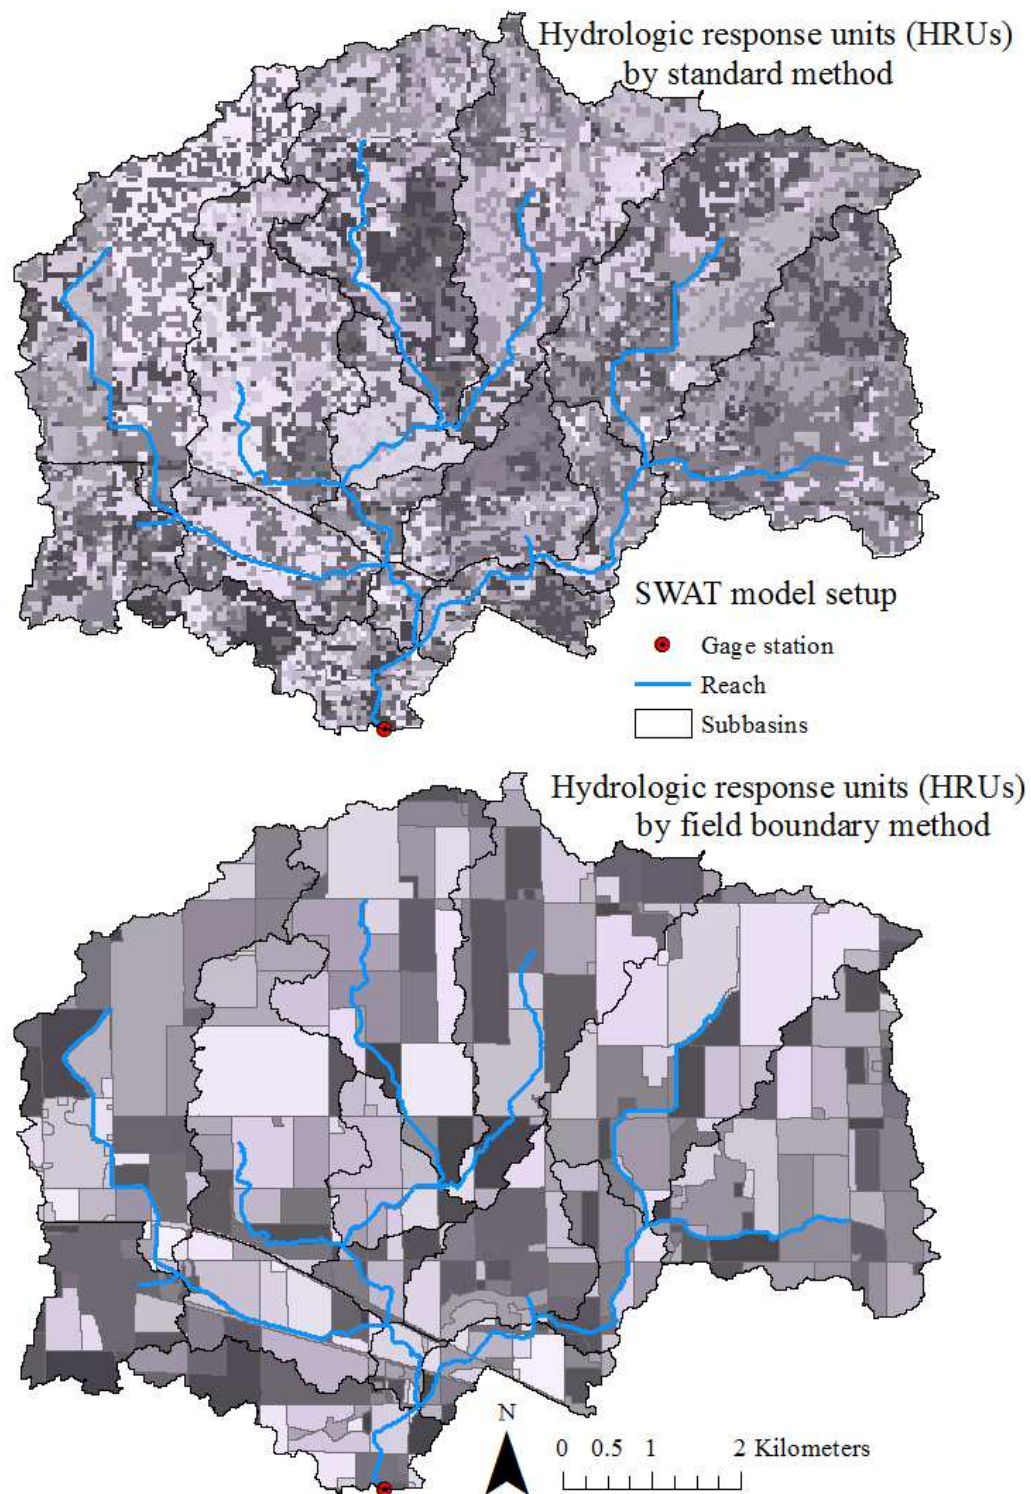 Hydrologic response units (HRUs)
by standard method
SWAT model setup
Gage station
Reach
Subbasins
Hydrologic response units (HRUs)
by field boundary method
N
0 0.5 1 2 Kilometers